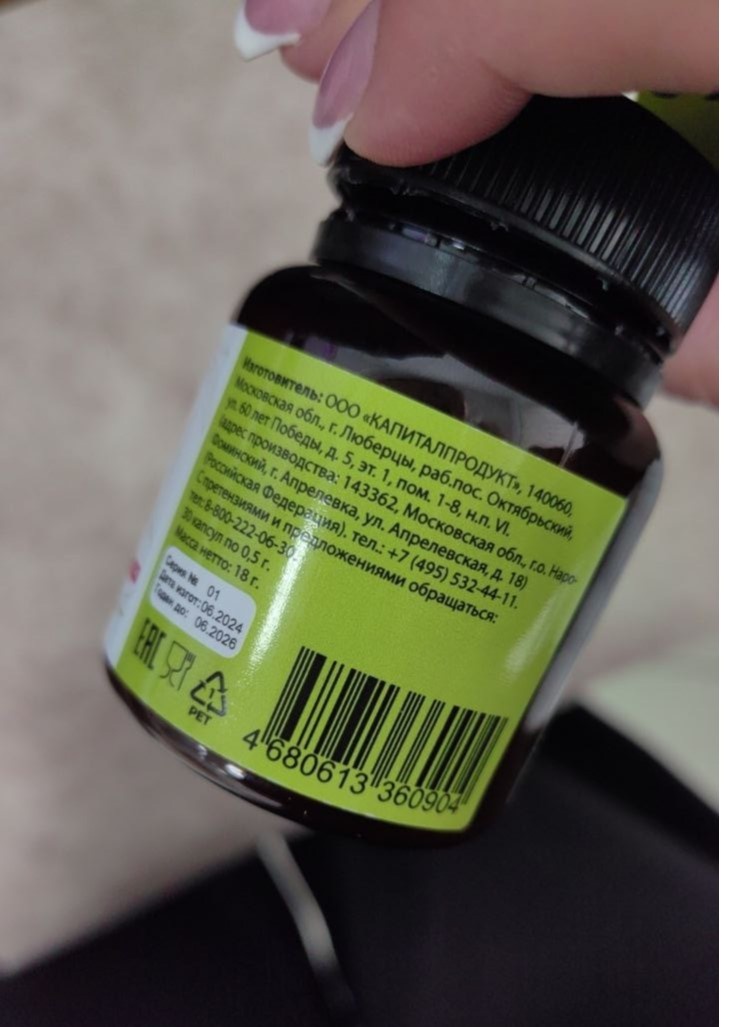 Изготовитель: ООО «КАПИТАЛПРОДУКТ», 140060,
Московская обл., г. Люберцы, раб.пос. Октябрьский,
ул. 60 лет Победы, д. 5, эт. 1, пом. 1-8, н.п. VI.
(адрес производства: 143362, Московская обл., г.о. Наро-
Фоминский, г. Апрелевка, ул. Апрелевская, д. 18)
(Российская Федерация). тел.: +7 (495) 532-44-11.
С претензиями и предложениями обращаться:
тел: 8-800-222-06-30
30 капсул по 0,5 г.
Масса нетто: 18 г.
Серия № 01
Дата изгот: 06.2024
Годен до: 06.2026
EAC
1
PET
4 680613 360904